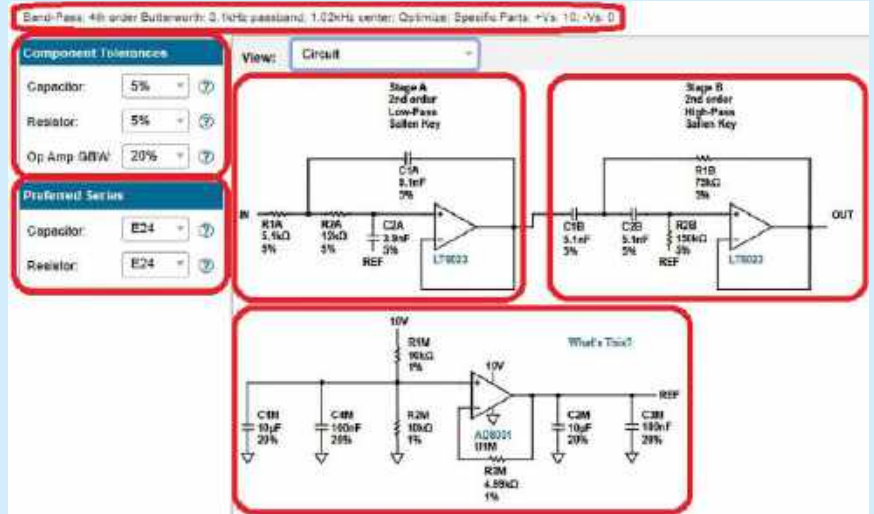 Band-Pass, 4th order Butterworth: 3.1kHz passband, 1.02kHz center; Optimize: Specific Parts; +Vs: 10; -Vs: 0
Component Tolerances
Capacitor: 5%
Resistor: 5%
Op Amp GBW: 20%
Preferred Series
Capacitor: E24
Resistor: E24
View: Circuit
Stage A
2nd order
Low-Pass
Sallen Key
C1A
9.1nF
5%
IN
R1A
5.1kΩ
5%
R2A
12kΩ
5%
C2A
3.9nF
5%
REF
LT6023
Stage B
2nd order
High-Pass
Sallen Key
R1B
75kΩ
5%
C1B
5.1nF
5%
C2B
5.1nF
5%
R2B
150kΩ
5%
REF
LT6023
OUT
10V
R1M
10kΩ
1%
What's This?
10V
C1M
10µF
20%
C4M
100nF
20%
R2M
10kΩ
1%
AD8031
U1M
R3M
4.99kΩ
1%
C2M
10µF
20%
C3M
100nF
20%
REF